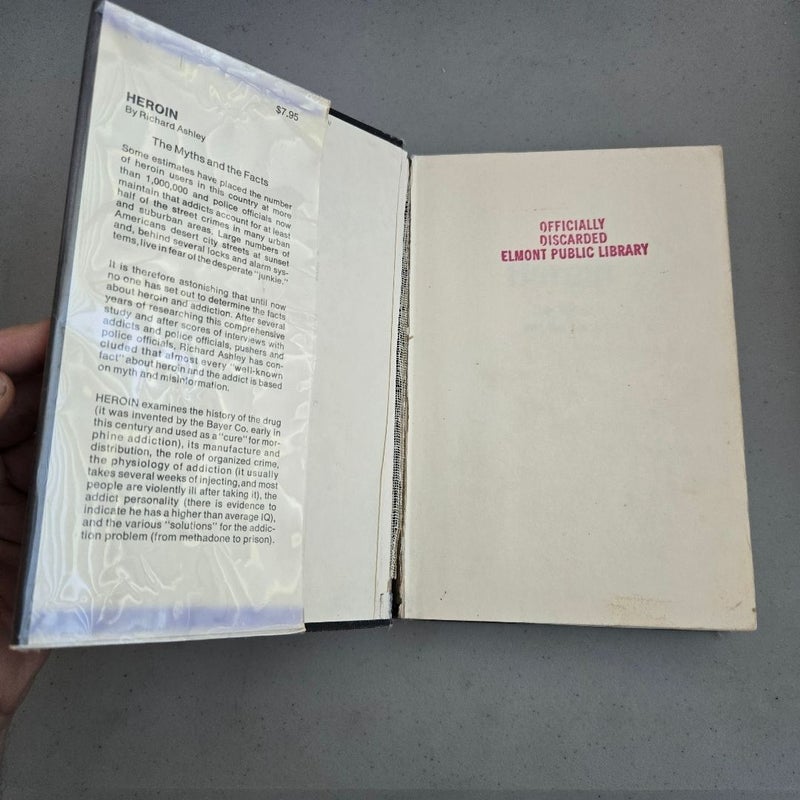 HEROIN
$7.95
By Richard Ashley
The Myths and the Facts
Some estimates have placed the number
of heroin users in this country at more
than 1,000,000 and police officials now
maintain that addicts account for at least
half of the street crimes in many urban
and suburban areas. Large numbers of
Americans desert city streets at sunset
and, behind several locks and alarm sys-
tems, live in fear of the desperate "junkie."
It is therefore astonishing that until now
no one has set out to determine the facts
about heroin and addiction. After several
years of researching this comprehensive
study and after scores of interviews with
addicts and police officials, pushers and
police officials, Richard Ashley has con-
cluded that almost every "well-known
fact" about heroin and the addict is based
on myth and misinformation.
HEROIN examines the history of the drug
(it was invented by the Bayer Co. early in
this century and used as a "cure" for mor-
phine addiction), its manufacture and
distribution, the role of organized crime,
the physiology of addiction (it usually
takes several weeks of injecting, and most
people are violently ill after taking it), the
addict personality (there is evidence to
indicate he has a higher than average IQ),
and the various "solutions" for the addic-
tion problem (from methadone to prison).
OFFICIALLY
DISCARDED
ELMONT PUBLIC LIBRARY